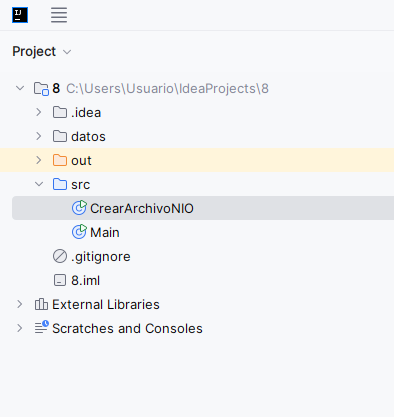 IJ
Project
8 C:\Users\Usuario\IdeaProjects\8
.idea
datos
out
src
CrearArchivoNIO
Main
.gitignore
8.iml
External Libraries
Scratches and Consoles